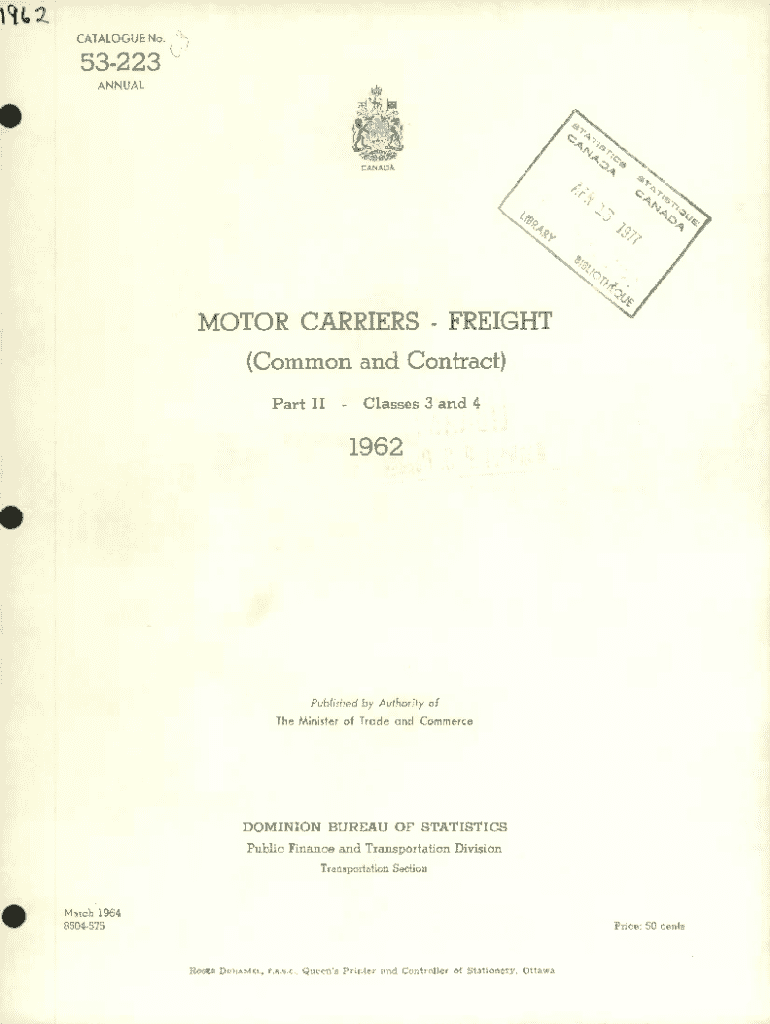 1962
CATALOGUE No.
53-223
ANNUAL
CANADA
STATISTICS STATISTIQUE
CANADA CANADA
1977
LIBRARY
BIBLIOTHÈQUE
MOTOR CARRIERS - FREIGHT
(Common and Contract)
Part II - Classes 3 and 4
1962
Published by Authority of
The Minister of Trade and Commerce
DOMINION BUREAU OF STATISTICS
Public Finance and Transportation Division
Transportation Section
March 1964
8504-575
Price: 50 cents
ROGER DUHAMEL, F.R.S.C., Queen's Printer and Controller of Stationery, Ottawa